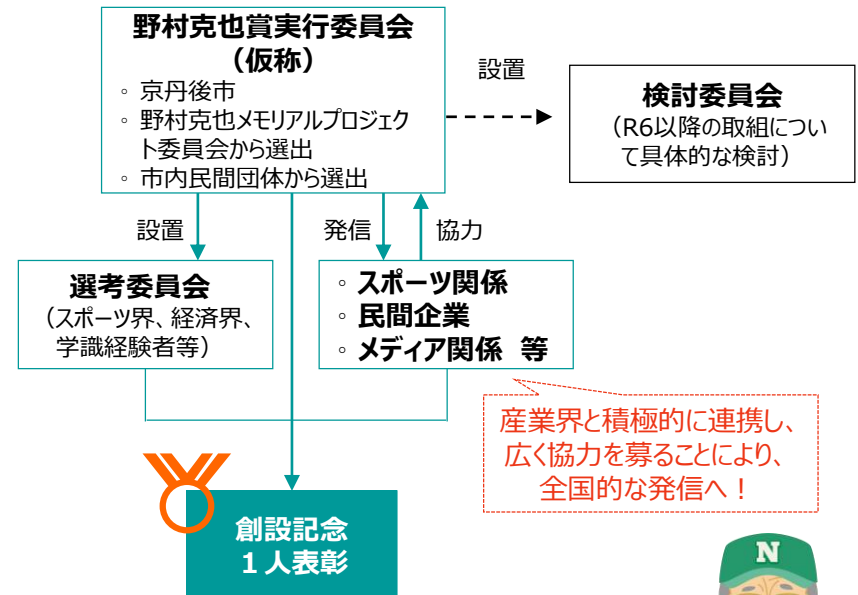 野村克也賞実行委員会
（仮称）
◦ 京丹後市
◦ 野村克也メモリアルプロジェク
ト委員会から選出
◦ 市内民間団体から選出
設置
検討委員会
（R6以降の取組につい
て具体的な検討）
設置
発信
協力
選考委員会
（スポーツ界、経済界、
学識経験者等）
◦ スポーツ関係
◦ 民間企業
◦ メディア関係 等
産業界と積極的に連携し、
広く協力を募ることにより、
全国的な発信へ！
創設記念
１人表彰
N